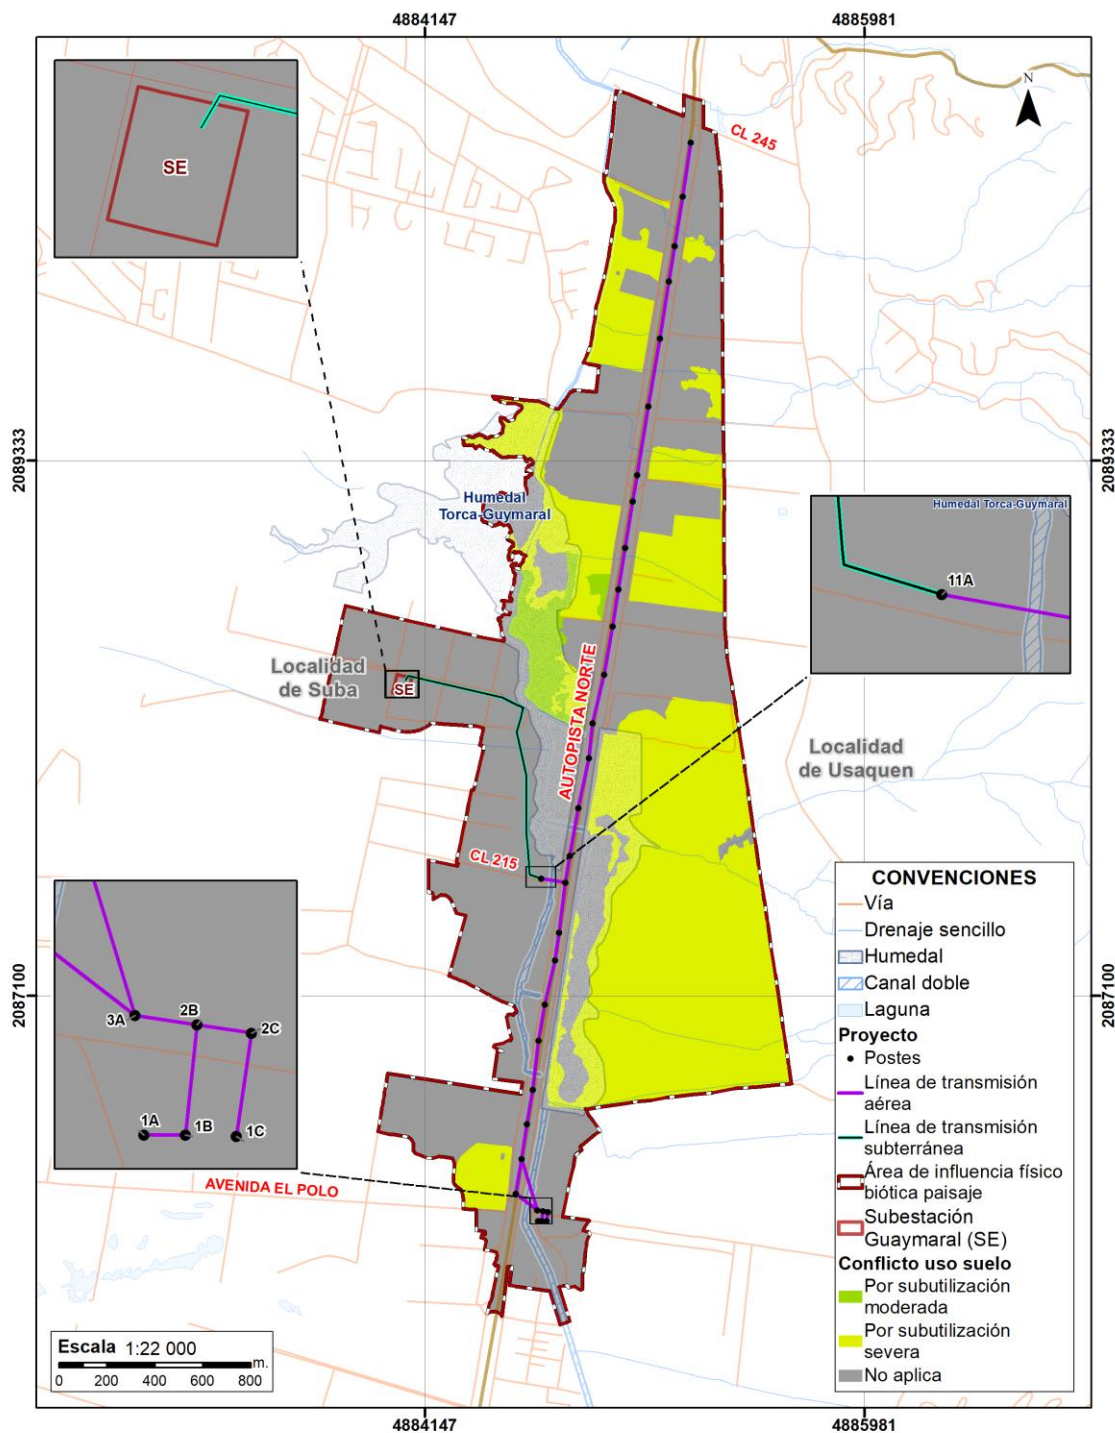 4884147
4885981
N
CL 245
SE
2089333
2089333
Humedal
Torca-Guymaral
Humedal Torca-Guymaral
11A
Localidad
de Suba
SE
AUTOPISTA NORTE
Localidad
de Usaquen
CL 215
2087100
2087100
3A
2B
2C
1A
1B
1C
AVENIDA EL POLO
CONVENCIONES
Vía
Drenaje sencillo
Humedal
Canal doble
Laguna
Proyecto
Postes
Línea de transmisión
aérea
Línea de transmisión
subterránea
Área de influencia físico
biótica paisaje
Subestación
Guaymaral (SE)
Conflicto uso suelo
Por subutilización
moderada
Por subutilización
severa
No aplica
Escala 1:22 000
m.
0 200 400 600 800
4884147
4885981